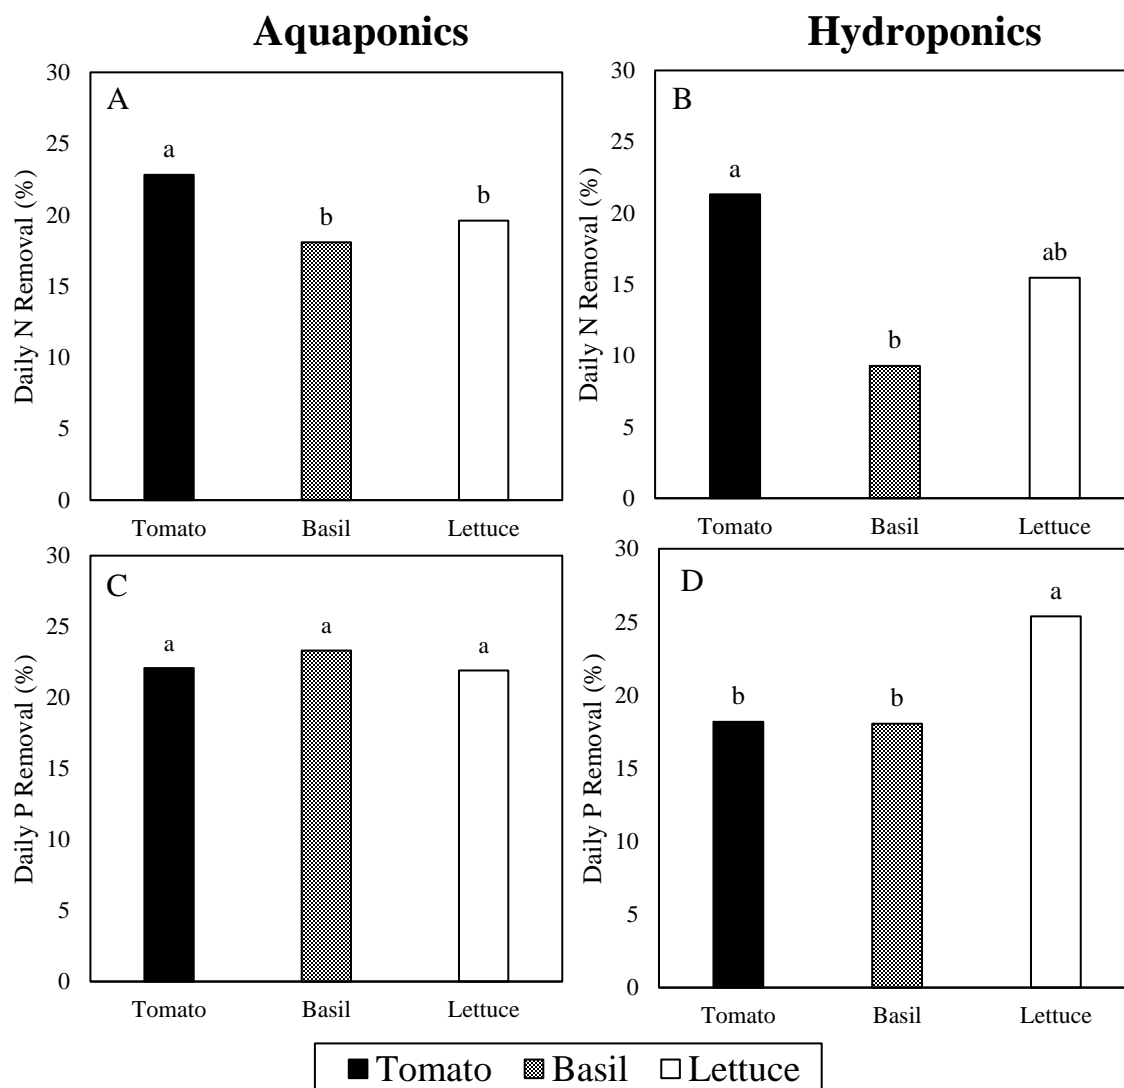 Aquaponics
Hydroponics
A
Daily N Removal (%)
30
25
20
15
10
5
0
a
b
b
Tomato
Basil
Lettuce
B
Daily N Removal (%)
30
25
20
15
10
5
0
a
b
ab
Tomato
Basil
Lettuce
C
Daily P Removal (%)
30
25
20
15
10
5
0
a
a
a
Tomato
Basil
Lettuce
D
Daily P Removal (%)
30
25
20
15
10
5
0
b
b
a
Tomato
Basil
Lettuce
Tomato Basil Lettuce